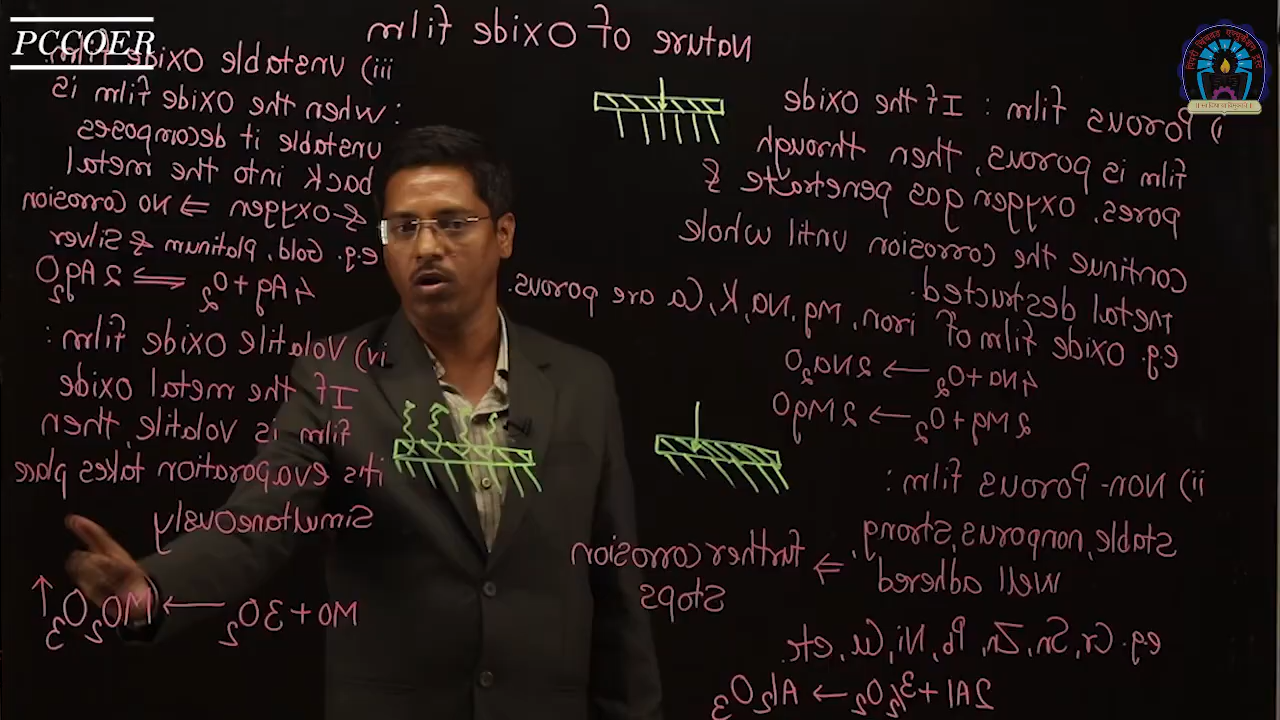 PCCOER
Nature of Oxide film
i) Porous film : If the oxide
film is porous, then through
pores, oxygen gas penetrate &
continue the corrosion until whole
metal destructed.
e.g. oxide film of iron, Mg, Na, K, Ca are porous.
4Na+O₂ → 2Na₂O
2Mg+O₂ → 2MgO
ii) Non-Porous film :
stable, nonporous, strong,
well adhered
⇒ further corrosion
stops
e.g. Cr, Sn, Zn, Pb, Ni, Cu, etc.
2Al+3/2O₂ → Al₂O₃
iii) Unstable Oxide film
: when the oxide film is
unstable it decomposes
back into the metal
& oxygen ⇒ No corrosion
e.g. Gold, Platinum & Silver
4Ag+O₂ ⇌ 2Ag₂O
iv) Volatile oxide film :
If the metal oxide
film is volatile, then
it's evaporation takes place
simultaneously
Mo+3O₂ → MoO₂O₃↑